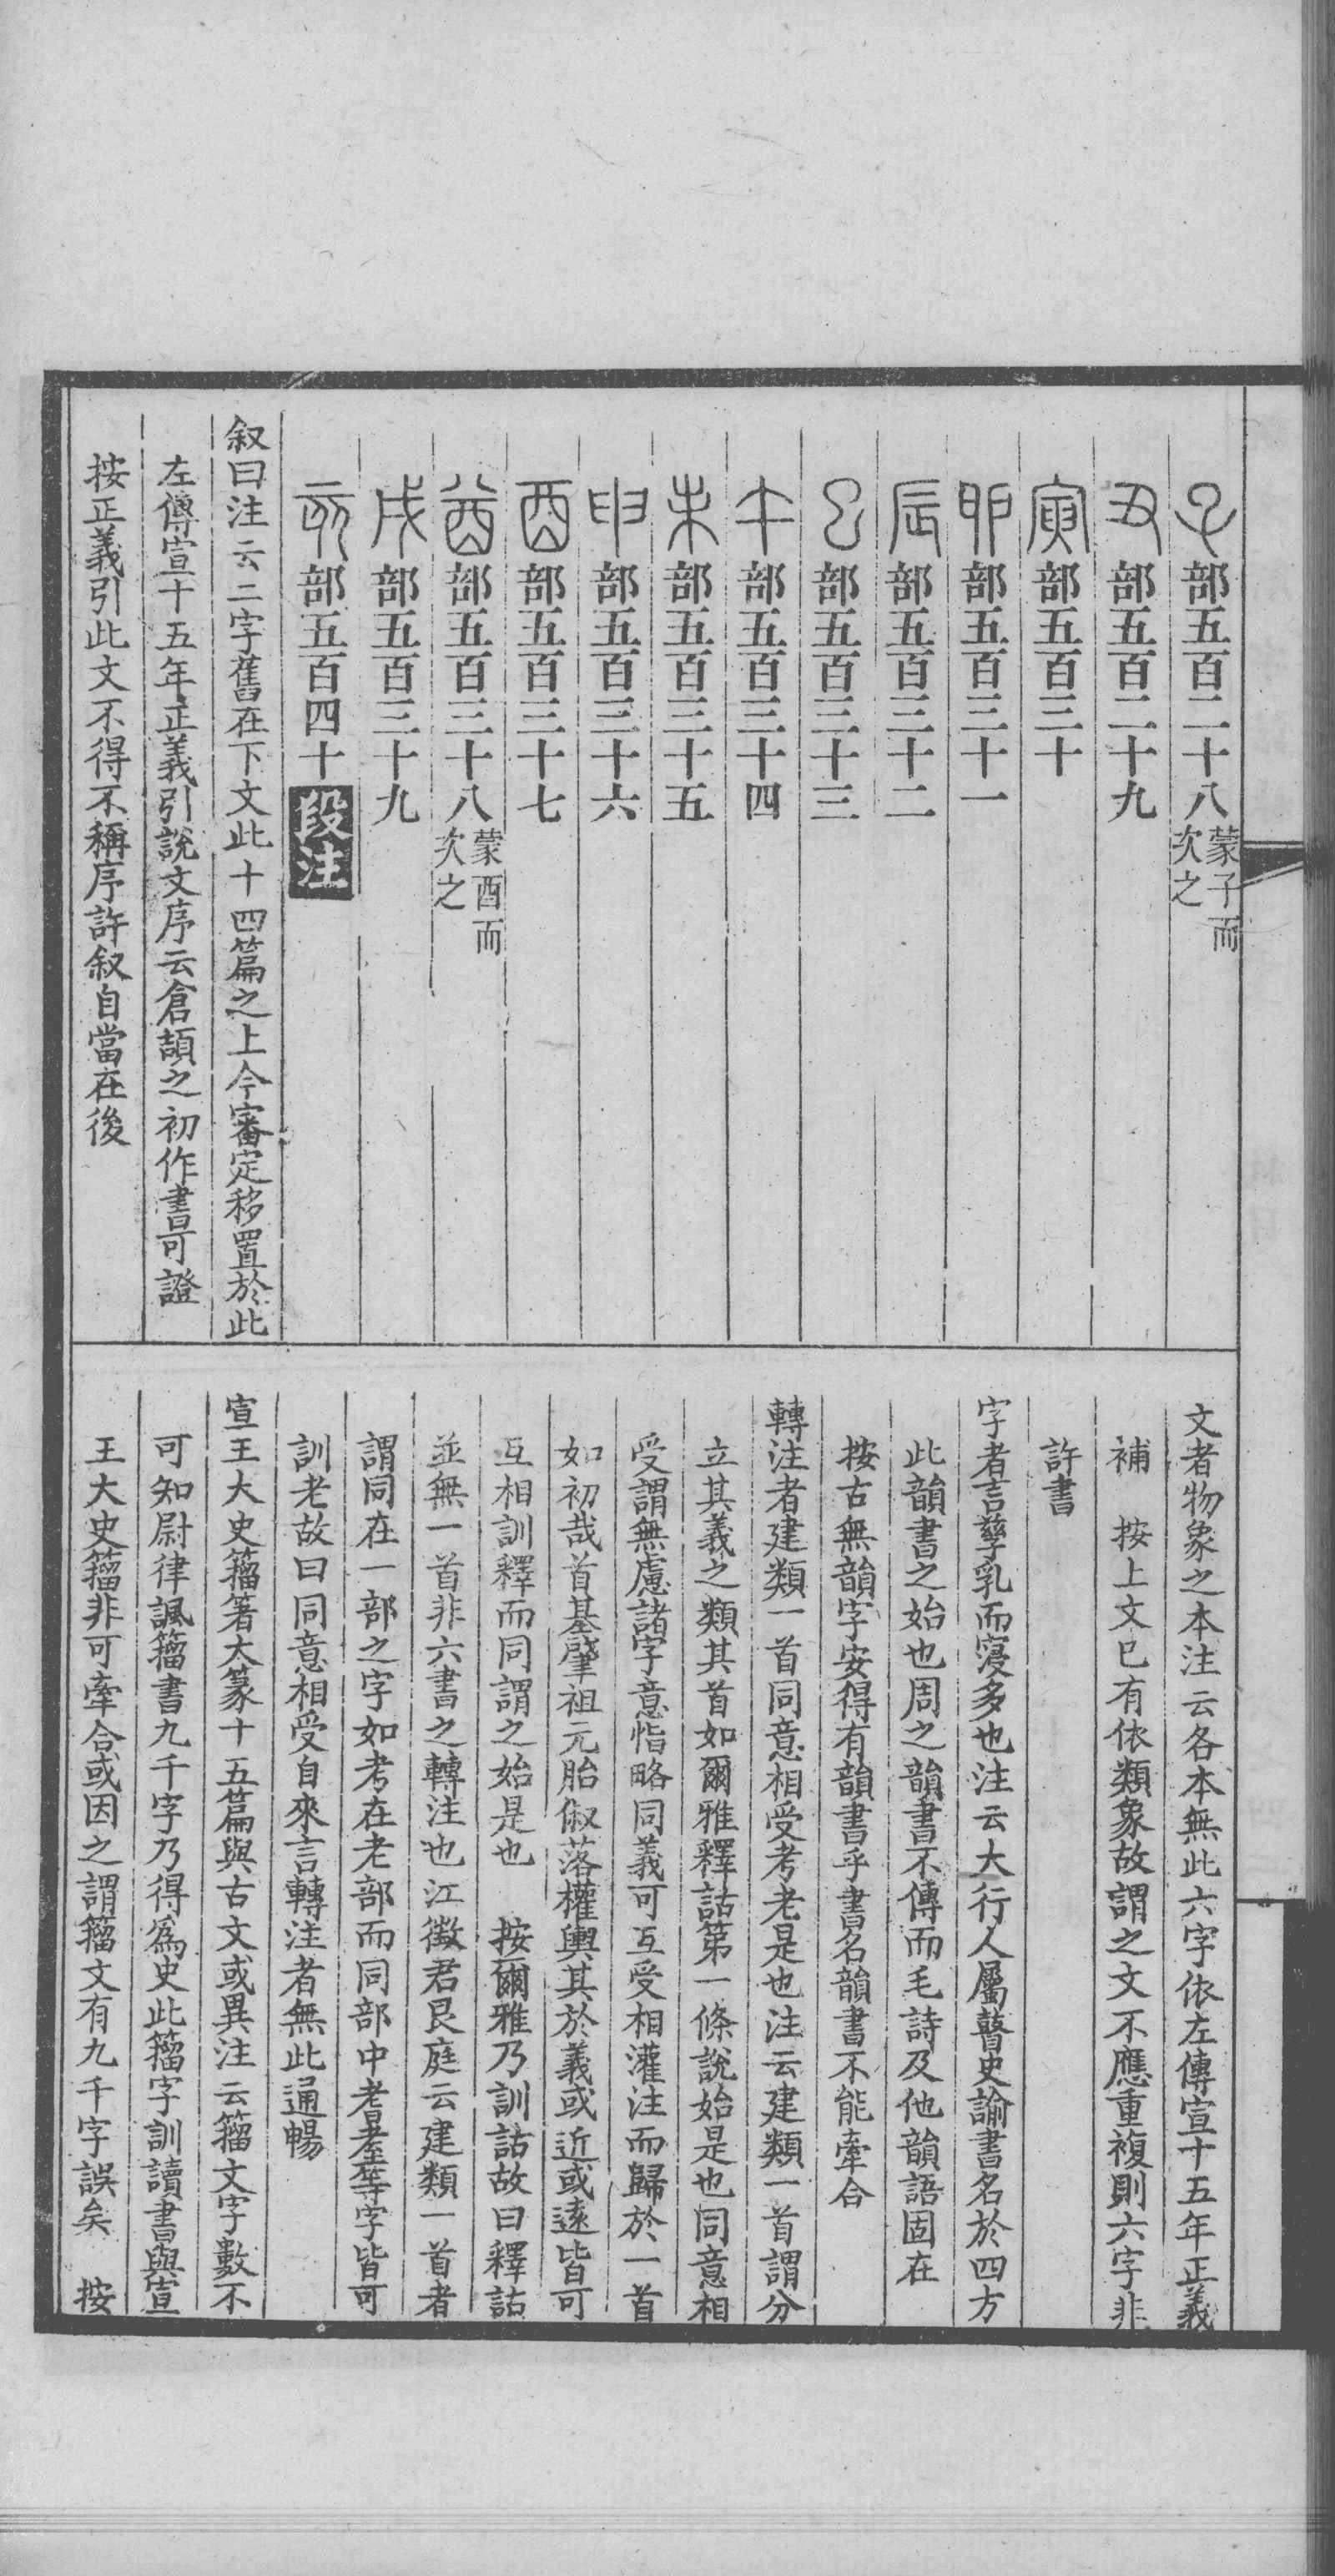 子部五百二十八蒙子而次之
丑部五百二十九
寅部五百三十
卯部五百三十一
辰部五百三十二
巳部五百三十三
午部五百三十四
未部五百三十五
申部五百三十六
酉部五百三十七
酋部五百三十八蒙酉而次之
戌部五百三十九
亥部五百四十段注
叙曰注云二字舊在下文此十四篇之上今審定移置於此
左傳宣十五年正義引說文序云倉頡之初作書可證
按正義引此文不得不稱序許叙自當在後
文者物象之本注云各本無此六字依左傳宣十五年正義
補　按上文已有依類象故謂之文不應重複則六字非
許書
字者言孳乳而寖多也注云大行人屬瞽史諭書名於四方
此韻書之始也周之韻書不傳而毛詩及他韻語固在
按古無韻字安得有韻書乎書名韻書不能牽合
轉注者建類一首同意相受考老是也注云建類一首謂分
立其義之類其首如爾雅釋詁第一條說始是也同意相
受謂無慮諸字意恉略同義可互受相灌注而歸於一首
如初哉首基肇祖元胎俶落權輿其於義或近或遠皆可
互相訓釋而同謂之始是也　按爾雅乃訓詁故曰釋詁
並無一首非六書之轉注也江徵君艮庭云建類一首者
謂同在一部之字如考在老部而同部中耆耋等字皆可
訓老故曰同意相受自來言轉注者無此通暢
宣王大史籀箸大篆十五篇與古文或異注云籀文字數不
可知尉律諷籀書九千字乃得爲史此籀字訓讀書與宣
王大史籀非可牽合或因之謂籀文有九千字誤矣　按